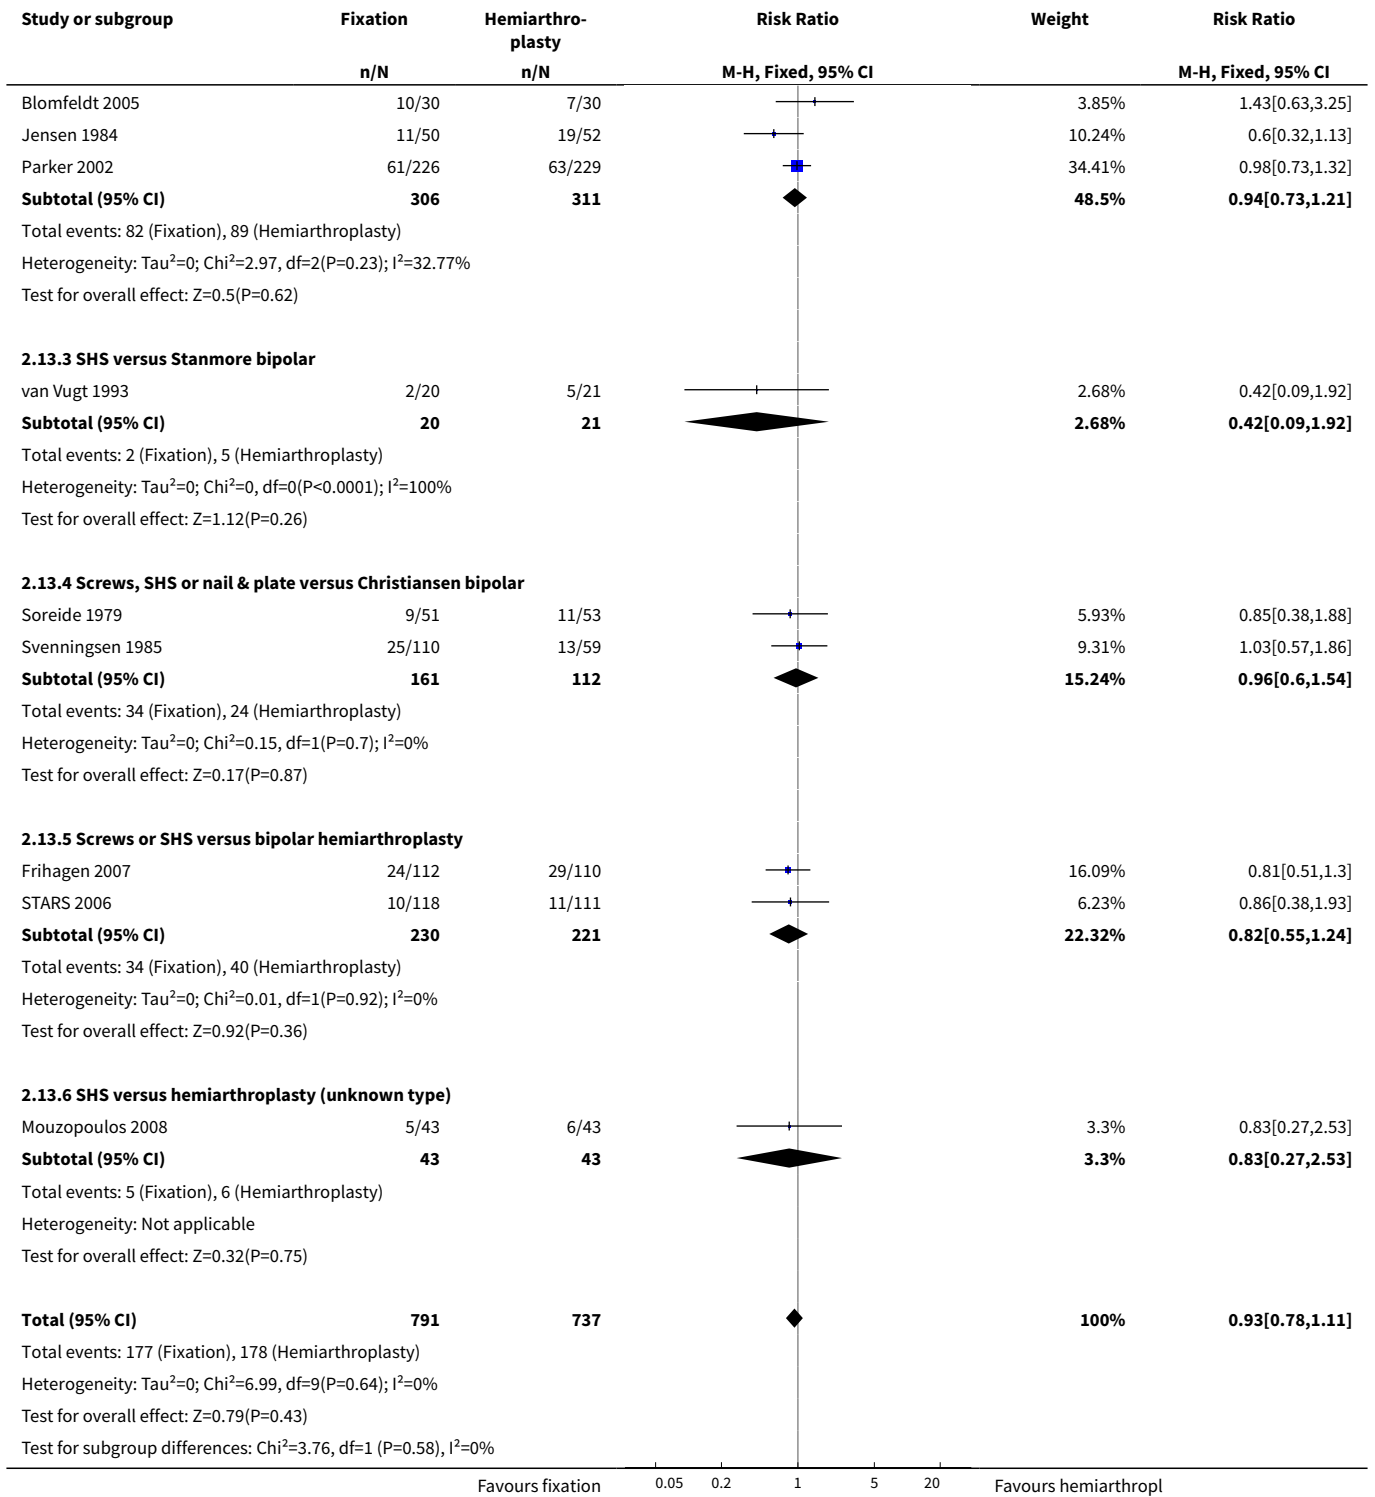 Study or subgroup Fixation Hemiarthro- Risk Ratio Weight Risk Ratio
plasty
n/N n/N M-H, Fixed, 95% CI M-H, Fixed, 95% CI
Blomfeldt 2005 10/30 7/30 3.85% 1.43[0.63,3.25]
Jensen 1984 11/50 19/52 10.24% 0.6[0.32,1.13]
Parker 2002 61/226 63/229 34.41% 0.98[0.73,1.32]
Subtotal (95% CI) 306 311 48.5% 0.94[0.73,1.21]
Total events: 82 (Fixation), 89 (Hemiarthroplasty)
Heterogeneity: Tau²=0; Chi²=2.97, df=2(P=0.23); I²=32.77%
Test for overall effect: Z=0.5(P=0.62)
2.13.3 SHS versus Stanmore bipolar
van Vugt 1993 2/20 5/21 2.68% 0.42[0.09,1.92]
Subtotal (95% CI) 20 21 2.68% 0.42[0.09,1.92]
Total events: 2 (Fixation), 5 (Hemiarthroplasty)
Heterogeneity: Tau²=0; Chi²=0, df=0(P<0.0001); I²=100%
Test for overall effect: Z=1.12(P=0.26)
2.13.4 Screws, SHS or nail & plate versus Christiansen bipolar
Soreide 1979 9/51 11/53 5.93% 0.85[0.38,1.88]
Svenningsen 1985 25/110 13/59 9.31% 1.03[0.57,1.86]
Subtotal (95% CI) 161 112 15.24% 0.96[0.6,1.54]
Total events: 34 (Fixation), 24 (Hemiarthroplasty)
Heterogeneity: Tau²=0; Chi²=0.15, df=1(P=0.7); I²=0%
Test for overall effect: Z=0.17(P=0.87)
2.13.5 Screws or SHS versus bipolar hemiarthroplasty
Frihagen 2007 24/112 29/110 16.09% 0.81[0.51,1.3]
STARS 2006 10/118 11/111 6.23% 0.86[0.38,1.93]
Subtotal (95% CI) 230 221 22.32% 0.82[0.55,1.24]
Total events: 34 (Fixation), 40 (Hemiarthroplasty)
Heterogeneity: Tau²=0; Chi²=0.01, df=1(P=0.92); I²=0%
Test for overall effect: Z=0.92(P=0.36)
2.13.6 SHS versus hemiarthroplasty (unknown type)
Mouzopoulos 2008 5/43 6/43 3.3% 0.83[0.27,2.53]
Subtotal (95% CI) 43 43 3.3% 0.83[0.27,2.53]
Total events: 5 (Fixation), 6 (Hemiarthroplasty)
Heterogeneity: Not applicable
Test for overall effect: Z=0.32(P=0.75)
Total (95% CI) 791 737 100% 0.93[0.78,1.11]
Total events: 177 (Fixation), 178 (Hemiarthroplasty)
Heterogeneity: Tau²=0; Chi²=6.99, df=9(P=0.64); I²=0%
Test for overall effect: Z=0.79(P=0.43)
Test for subgroup differences: Chi²=3.76, df=1 (P=0.58), I²=0%
Favours fixation 0.05 0.2 1 5 20 Favours hemiarthropl